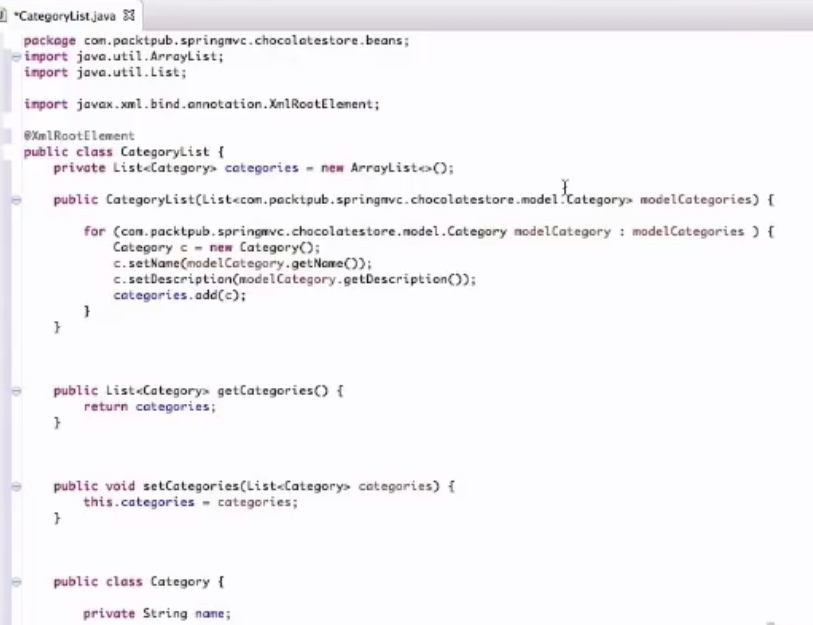 *CategoryList.java
package com.packtpub.springmvc.chocolatestore.beans;
import java.util.ArrayList;
import java.util.List;
import javax.xml.bind.annotation.XmlRootElement;
@XmlRootElement
public class CategoryList {
private List<Category> categories = new ArrayList<>();
public CategoryList(List<com.packtpub.springmvc.chocolatestore.model.Category> modelCategories) {
for (com.packtpub.springmvc.chocolatestore.model.Category modelCategory : modelCategories ) {
Category c = new Category();
c.setName(modelCategory.getName());
c.setDescription(modelCategory.getDescription());
categories.add(c);
}
}
public List<Category> getCategories() {
return categories;
}
public void setCategories(List<Category> categories) {
this.categories = categories;
}
public class Category {
private String name;